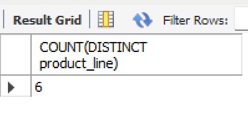 Result Grid Filter Rows:
COUNT(DISTINCT
product_line)
6